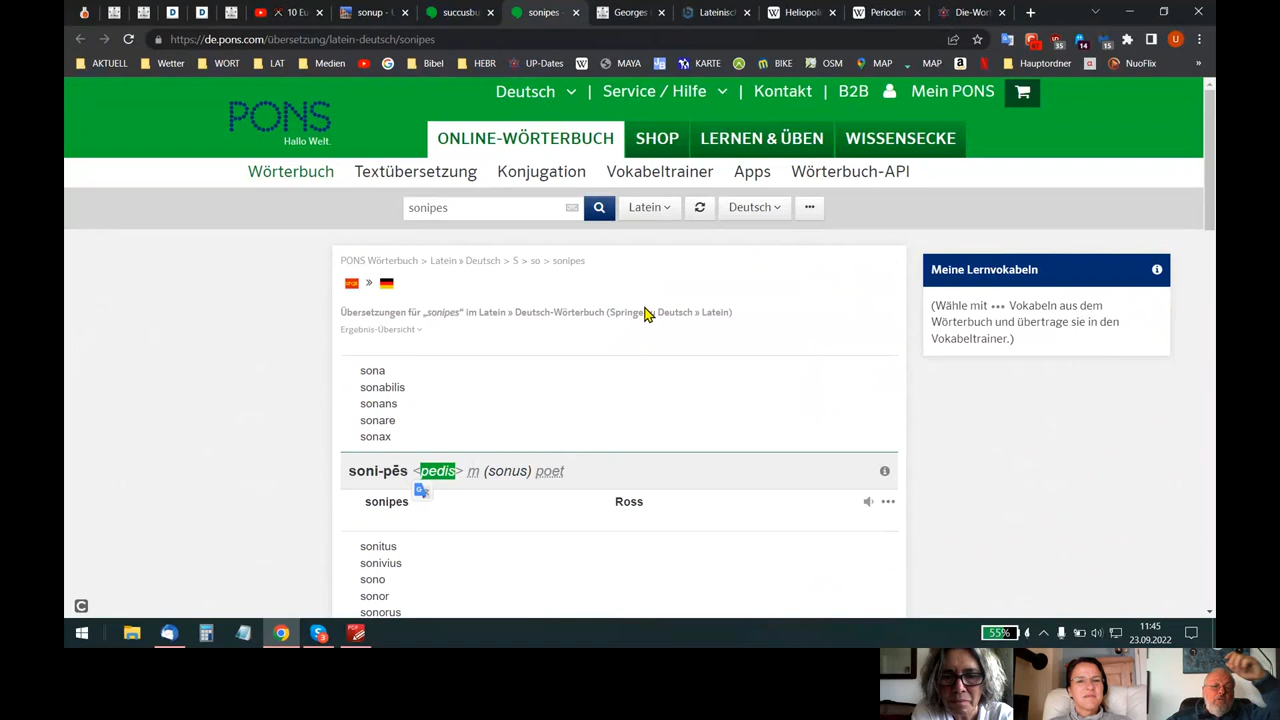 10 Eu
sonup -
succusbu
sonipes -
Georges
Lateinisch
Heliopoli
Perioden
Die-Wort
https://de.pons.com/übersetzung/latein-deutsch/sonipes
AKTUELL Wetter WORT LAT Medien Bibel HEBR UP-Dates MAYA KARTE BIKE OSM MAP MAP Hauptordner NuoFlix »
Deutsch | Service / Hilfe | Kontakt | B2B Mein PONS
PONS
Hallo Welt.
ONLINE-WÖRTERBUCH SHOP LERNEN & ÜBEN WISSENSECKE
Wörterbuch Textübersetzung Konjugation Vokabeltrainer Apps Wörterbuch-API
sonipes Latein Deutsch
PONS Wörterbuch > Latein » Deutsch > S > so > sonipes
»
Meine Lernvokabeln
(Wähle mit ••• Vokabeln aus dem
Wörterbuch und übertrage sie in den
Vokabeltrainer.)
Übersetzungen für „sonipes“ im Latein » Deutsch-Wörterbuch (Springe Deutsch » Latein)
Ergebnis-Übersicht
sona
sonabilis
sonans
sonare
sonax
soni-pēs <pedis> m (sonus) poet
sonipes Ross
sonitus
sonivius
sono
sonor
sonorus
55% 11:45
23.09.2022